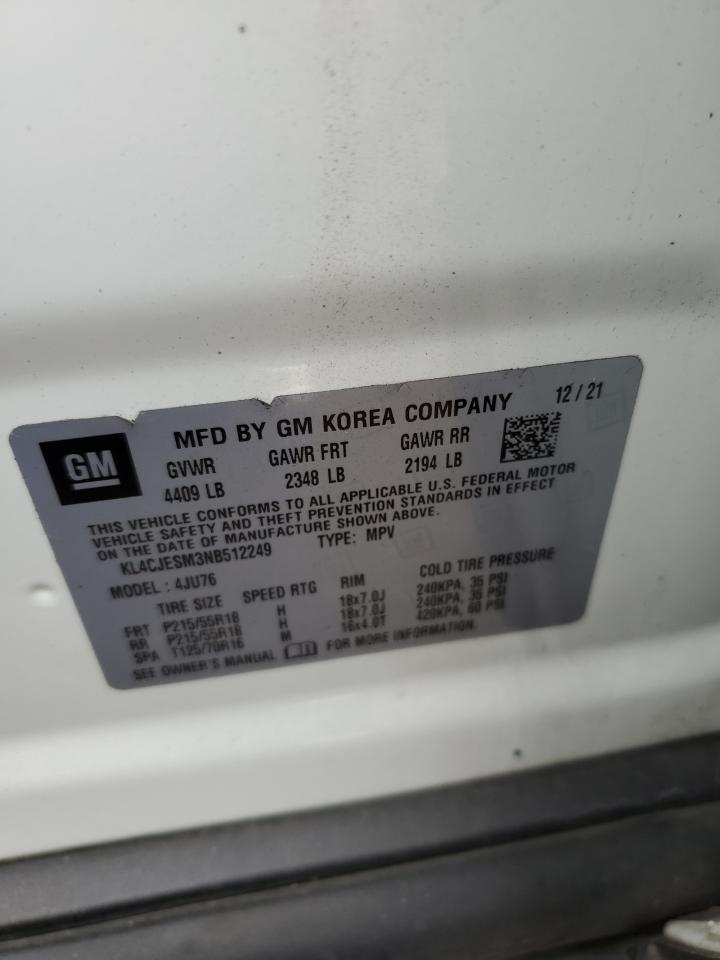 GM
MFD BY GM KOREA COMPANY 12 / 21
GVWR GAWR FRT GAWR RR
4409 LB 2348 LB 2194 LB
THIS VEHICLE CONFORMS TO ALL APPLICABLE U.S. FEDERAL MOTOR
VEHICLE SAFETY AND THEFT PREVENTION STANDARDS IN EFFECT
ON THE DATE OF MANUFACTURE SHOWN ABOVE.
KL4CJESM3NB512249 TYPE: MPV
MODEL: 4JU76
TIRE SIZE SPEED RTG RIM COLD TIRE PRESSURE
FRT P215/55R18 H 18x7.0J 240KPA, 35 PSI
RR P215/55R18 H 18x7.0J 240KPA, 35 PSI
SPA T125/70R16 M 16x4.0T 420KPA, 60 PSI
SEE OWNER'S MANUAL FOR MORE INFORMATION.